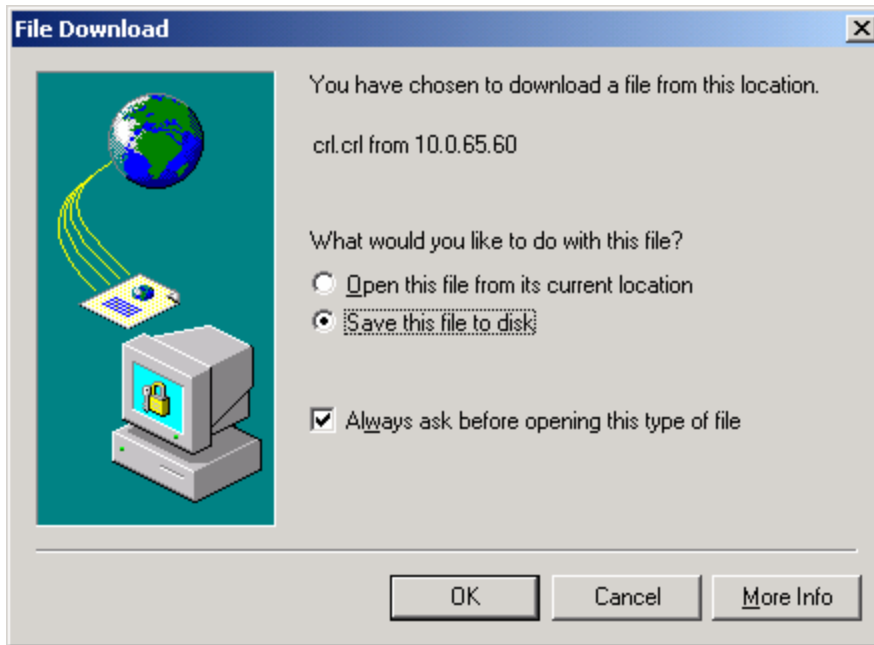 File Download
You have chosen to download a file from this location.
crl.crl from 10.0.65.60
What would you like to do with this file?
Open this file from its current location
Save this file to disk
Always ask before opening this type of file
OK Cancel More Info